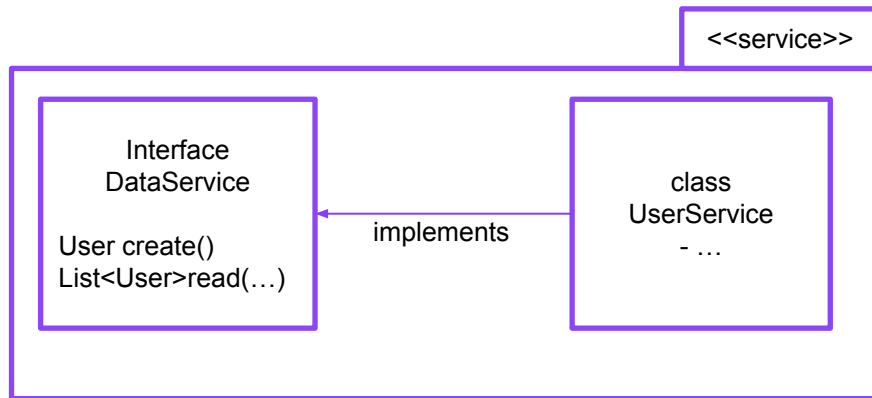 <<service>>
Interface
DataService
User create()
List<User>read(…)
implements
class
UserService
- …